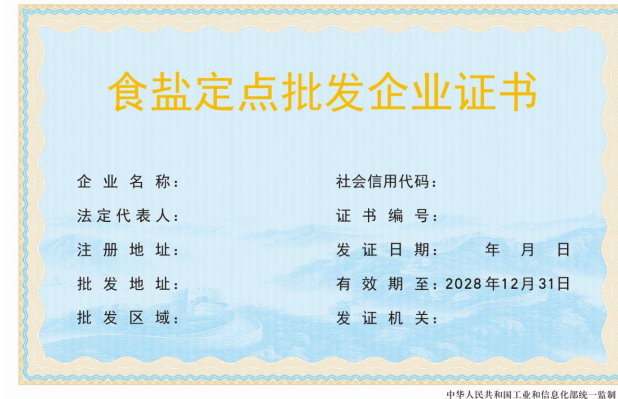 食盐定点批发企业证书
企业名称： 社会信用代码：
法定代表人： 证书编号：
注册地址： 发证日期： 年 月 日
批发地址： 有效期至：2028年12月31日
批发区域： 发证机关：
中华人民共和国工业和信息化部统一监制